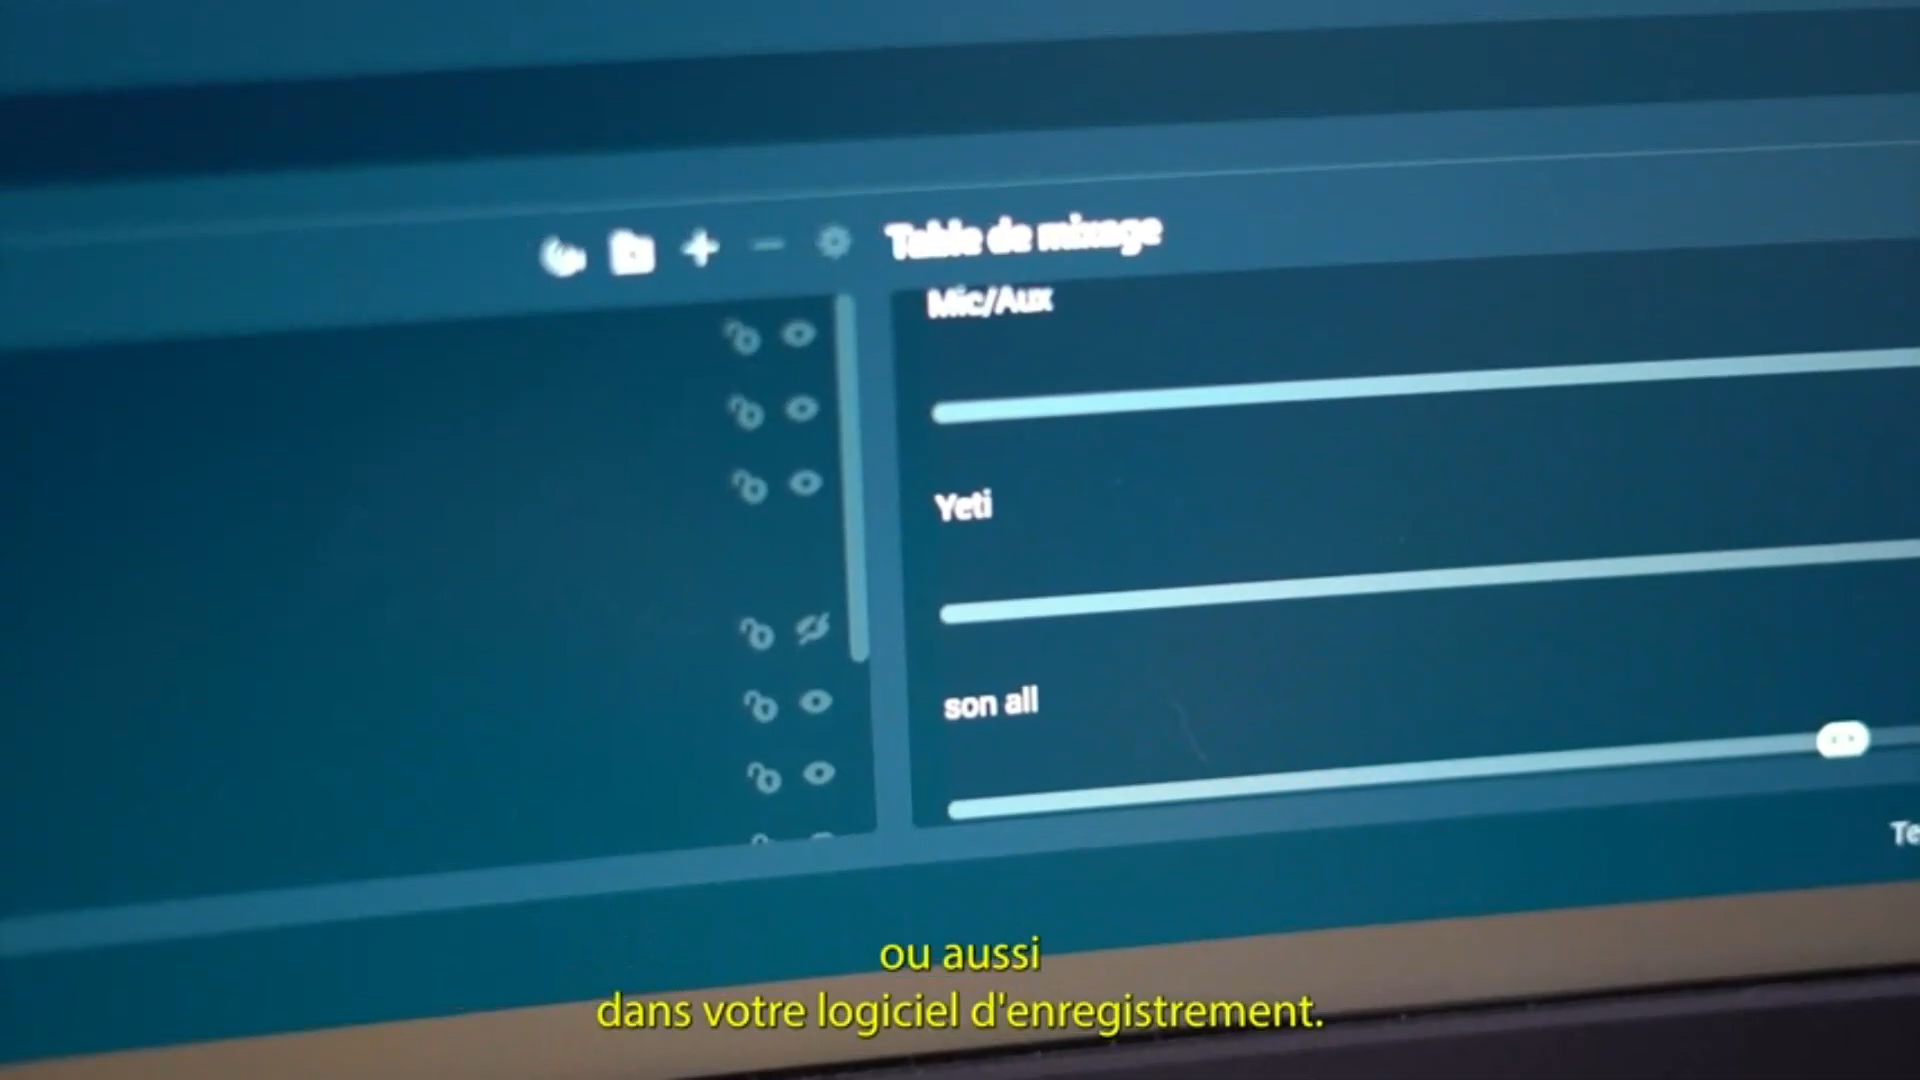 Table de mixage
Mic/Aux
Yeti
son all
ou aussi
dans votre logiciel d'enregistrement.